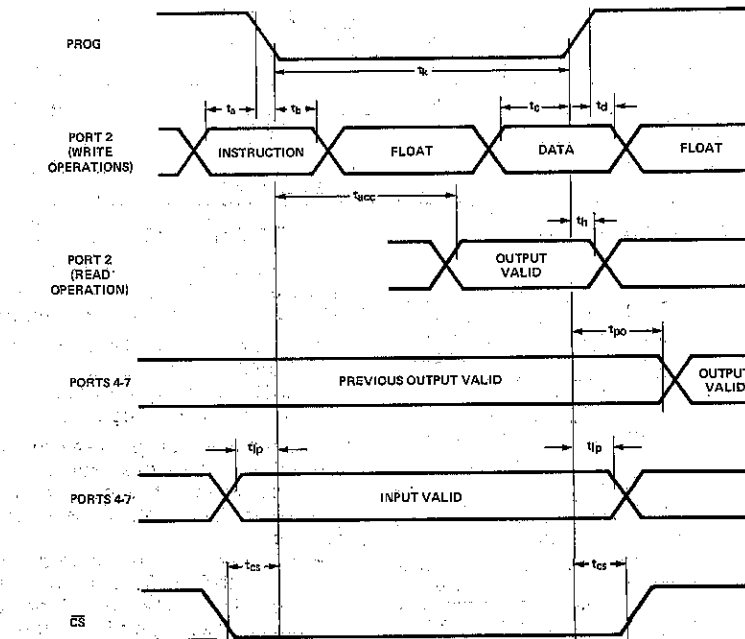 PROG
tk
ta
tb
tc
td
PORT 2
(WRITE
OPERATIONS)
INSTRUCTION
FLOAT
DATA
FLOAT
tacc
PORT 2
(READ
OPERATION)
OUTPUT
VALID
th
tpo
PORTS 4-7
PREVIOUS OUTPUT VALID
OUTPUT
VALID
tip
tip
PORTS 4-7
INPUT VALID
tcs
tcs
CS